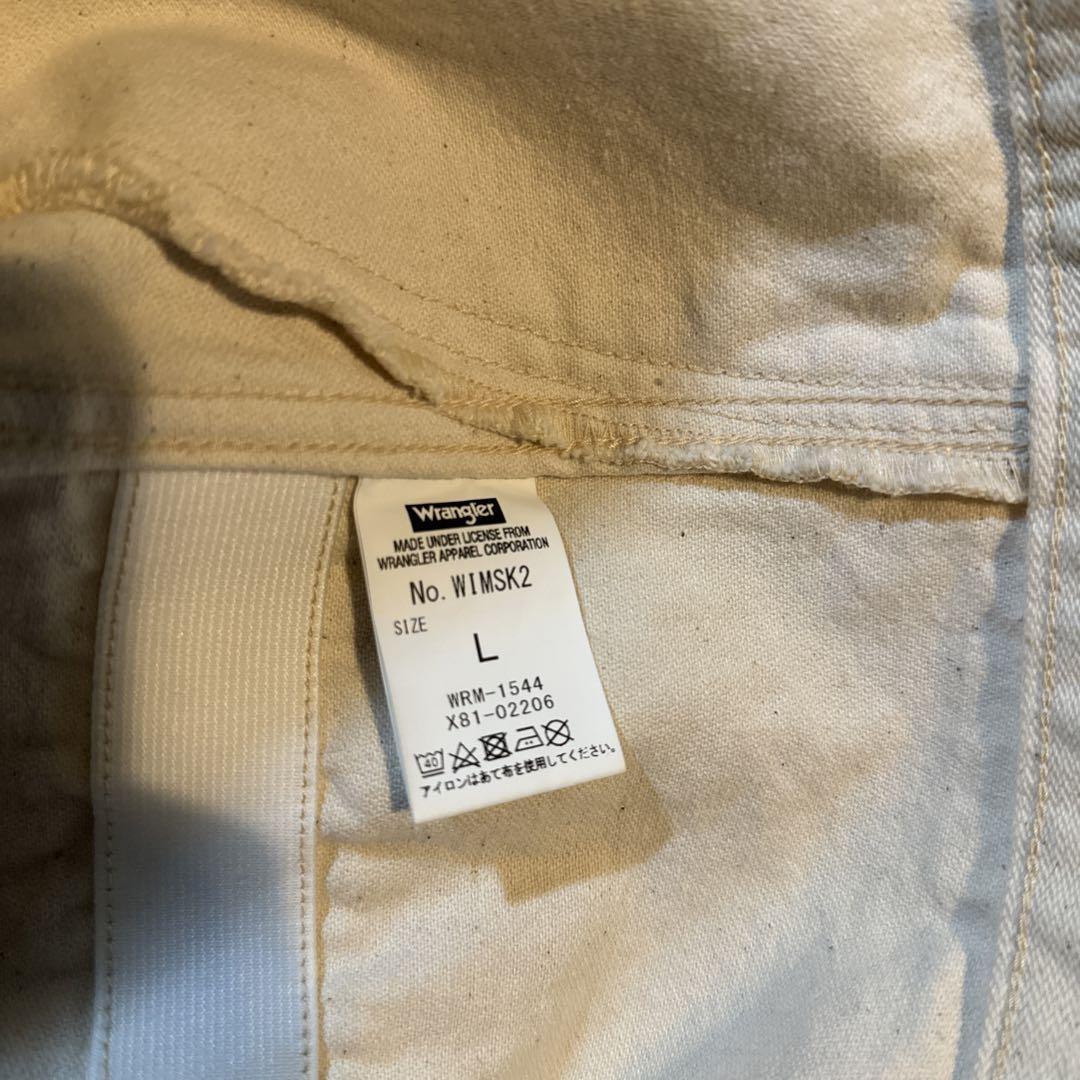 Wrangler
MADE UNDER LICENSE FROM
WRANGLER APPAREL CORPORATION
No. WIMSK2
SIZE
L
WRM-1544
X81-02206
40
アイロンはあて布を使用してください。